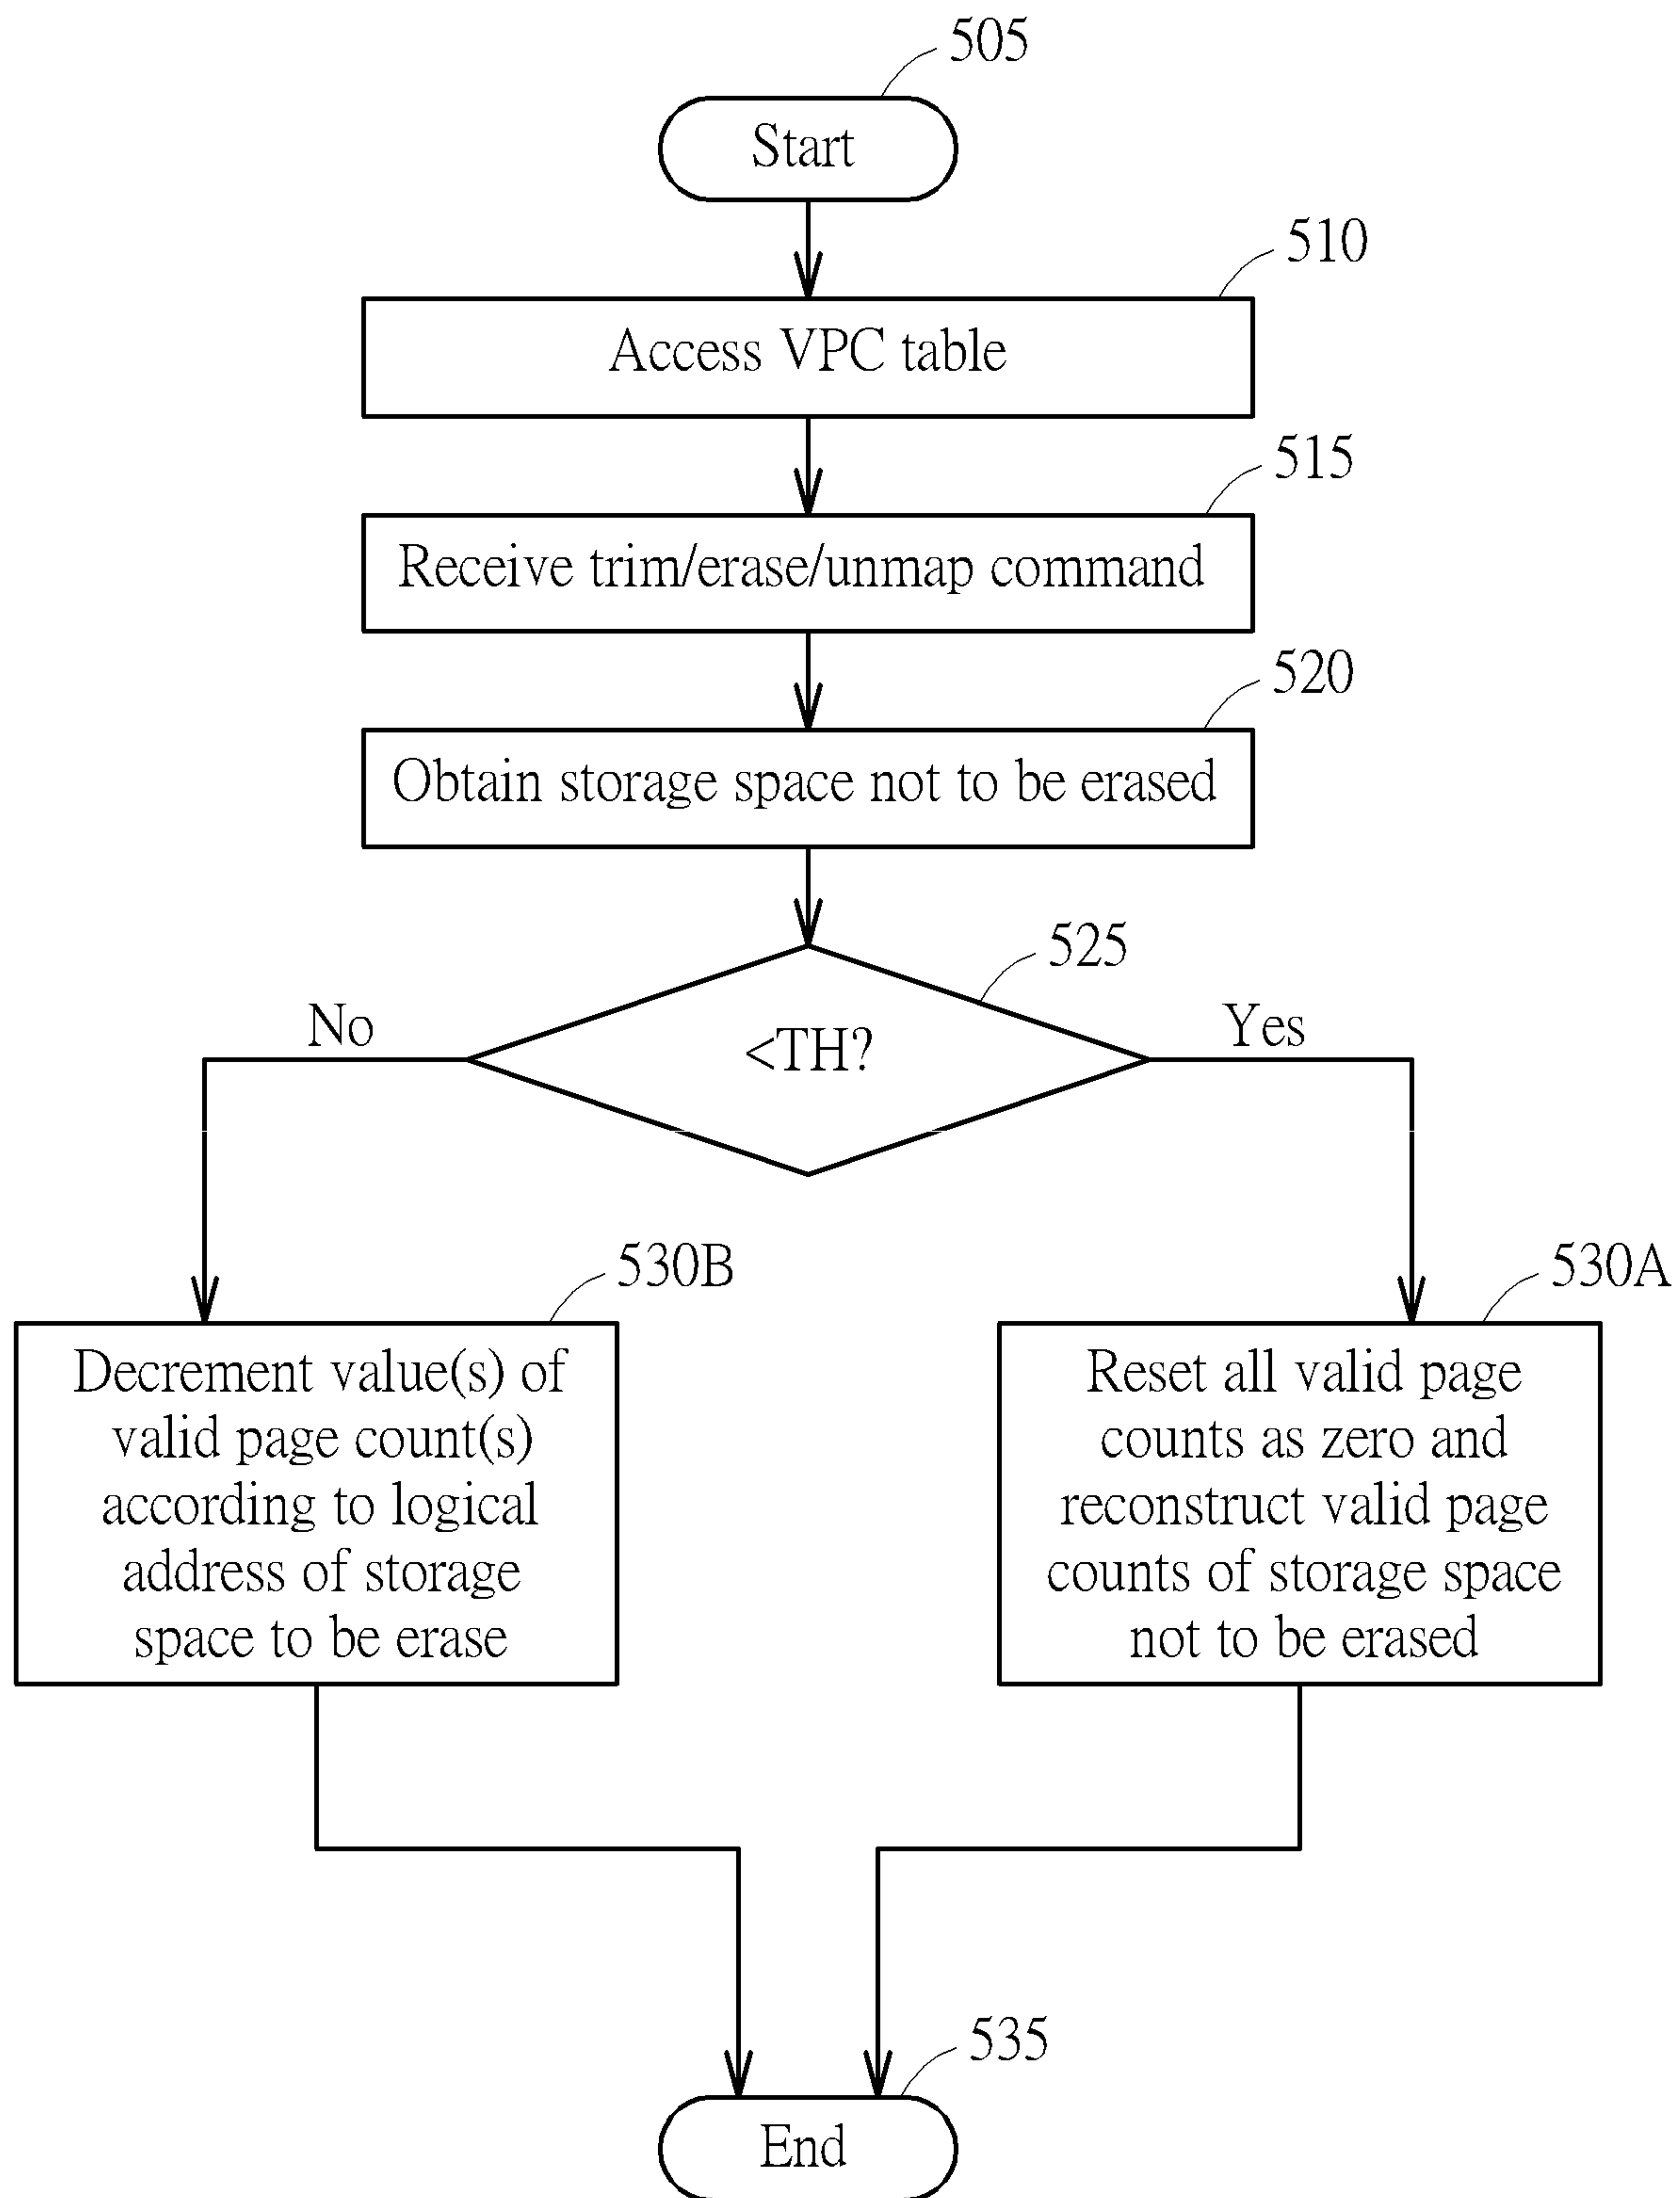 505
Start
510
Access VPC table
515
Receive trim/erase/unmap command
520
Obtain storage space not to be erased
525
<TH?
No
Yes
530B
Decrement value(s) of
valid page count(s)
according to logical
address of storage
space to be erase
530A
Reset all valid page
counts as zero and
reconstruct valid page
counts of storage space
not to be erased
535
End